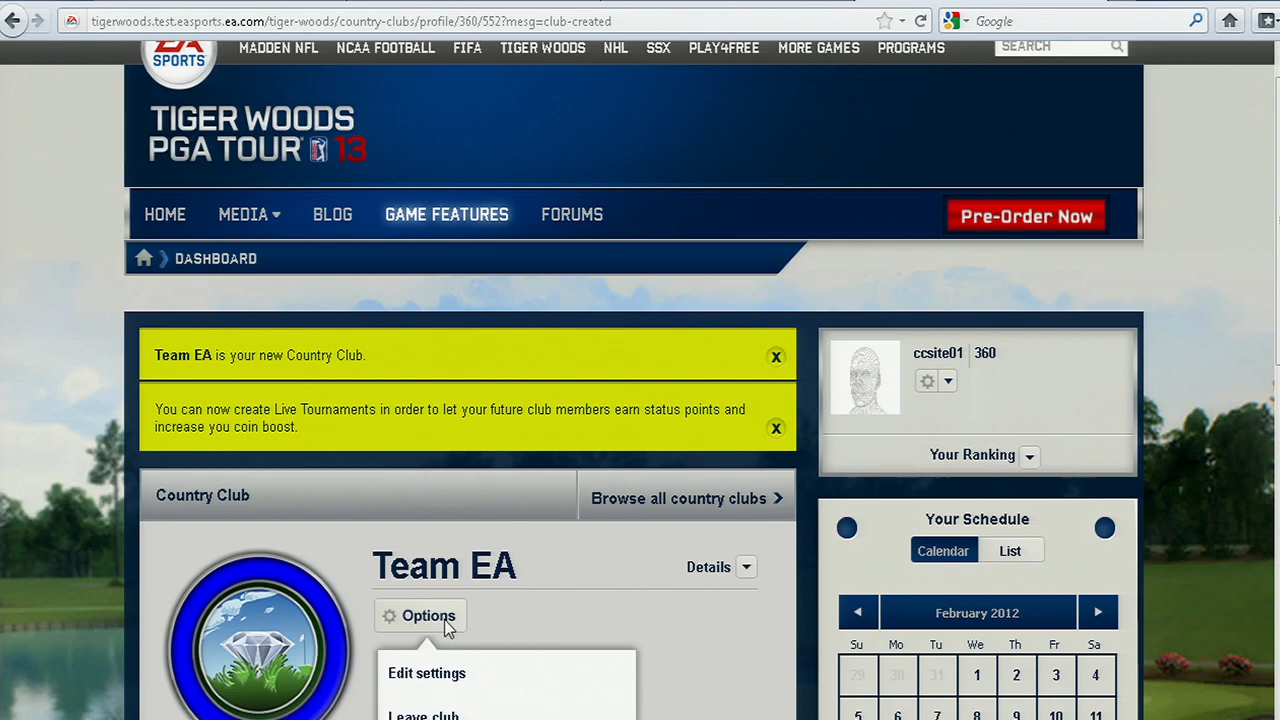 tigerwoods.test.easports.ea.com/tiger-woods/country-clubs/profile/360/552?mesg=club-created
Google
EA
SPORTS
MADDEN NFL NCAA FOOTBALL FIFA TIGER WOODS NHL SSX PLAY4FREE MORE GAMES PROGRAMS
SEARCH
TIGER WOODS
PGA TOUR 13
HOME MEDIA BLOG GAME FEATURES FORUMS
Pre-Order Now
DASHBOARD
Team EA is your new Country Club.
x
You can now create Live Tournaments in order to let your future club members earn status points and
increase you coin boost.
x
ccsite01 360
Your Ranking
Country Club
Browse all country clubs
Team EA
Details
Options
Edit settings
Leave club
Your Schedule
Calendar List
February 2012
Su Mo Tu We Th Fr Sa
29 30 31 1 2 3 4
5 6 7 8 9 10 11